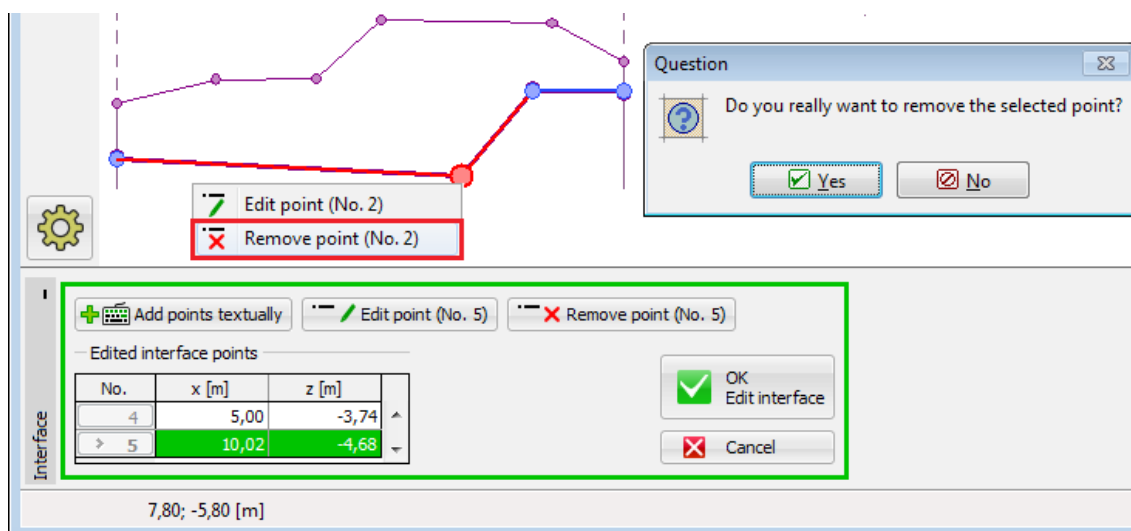 Question
Do you really want to remove the selected point?
Yes
No
Edit point (No. 2)
Remove point (No. 2)
Add points textually
Edit point (No. 5)
Remove point (No. 5)
Edited interface points
No. x [m] z [m]
4 5,00 -3,74
> 5 10,02 -4,68
OK
Edit interface
Cancel
Interface
7,80; -5,80 [m]